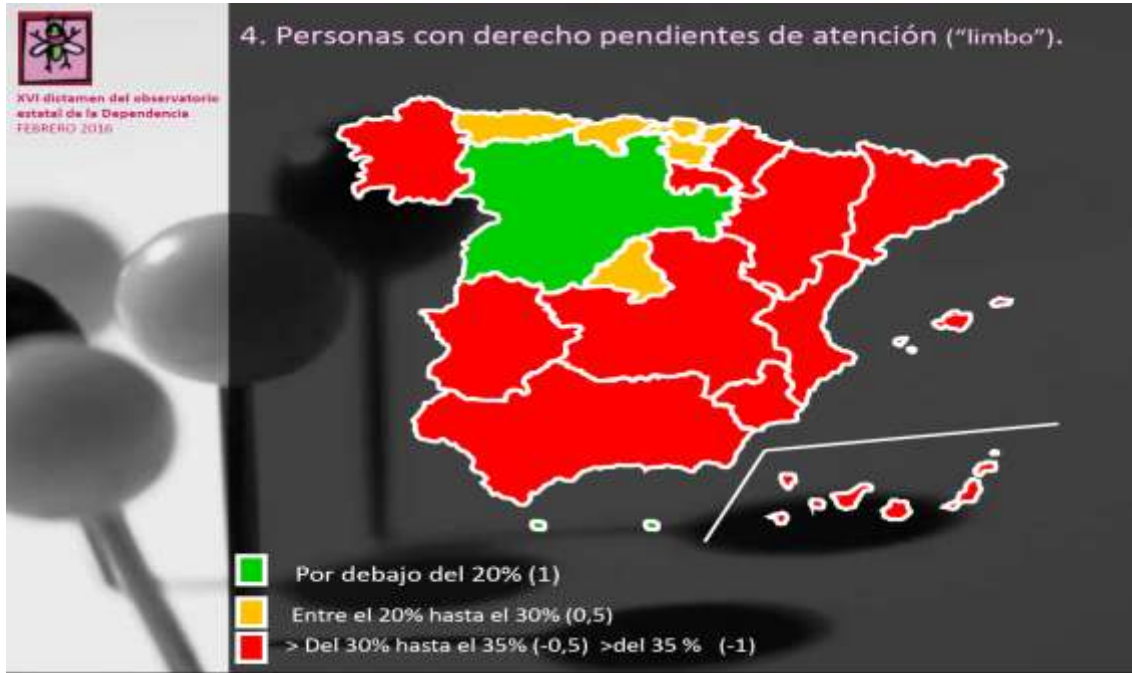 4. Personas con derecho pendientes de atención (“limbo”).
XVI dictamen del observatorio
estatal de la Dependencia
FEBRERO 2016
Por debajo del 20% (1)
Entre el 20% hasta el 30% (0,5)
> Del 30% hasta el 35% (-0,5) >del 35 % (-1)